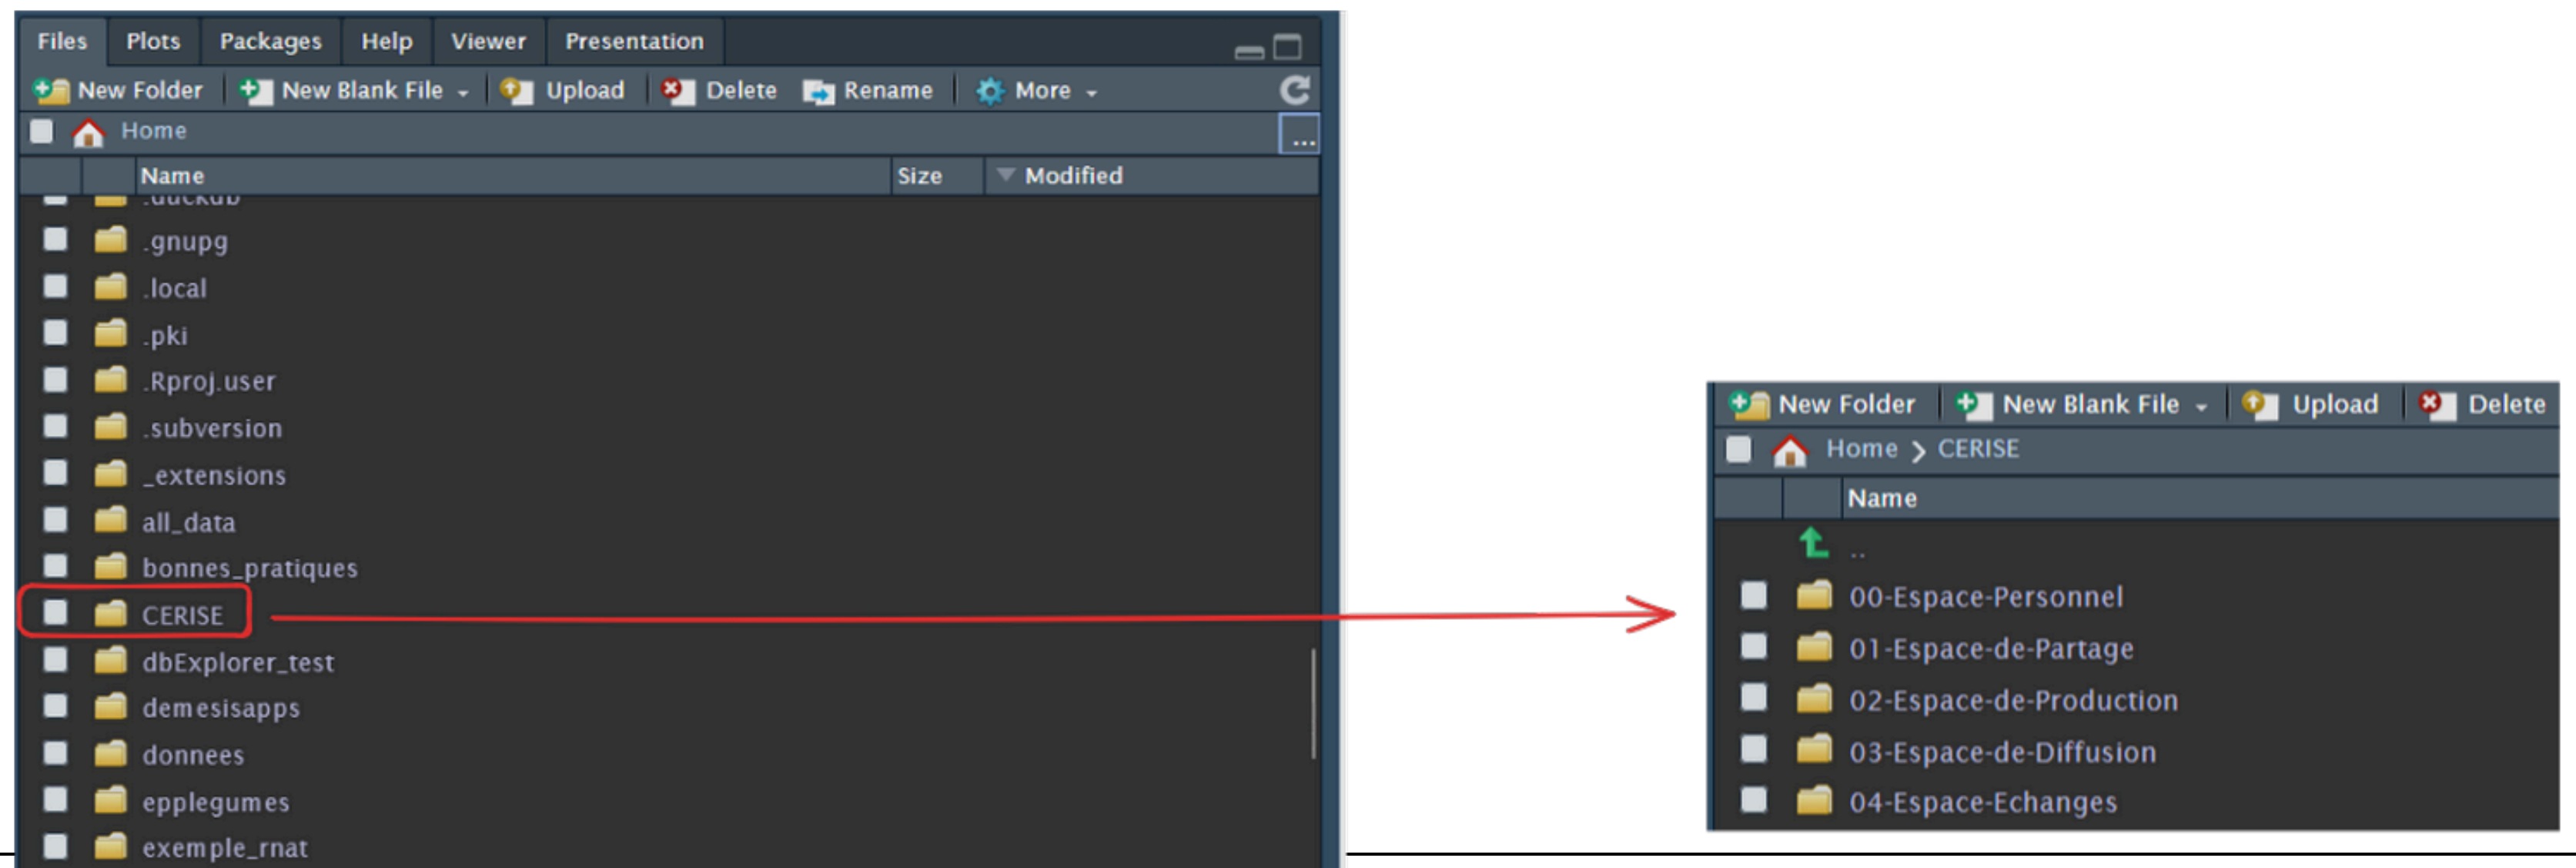 Files Plots Packages Help Viewer Presentation
New Folder New Blank File Upload Delete Rename More
Home ...
Name Size Modified
.duckdb
.gnupg
.local
.pki
.Rproj.user
.subversion
_extensions
all_data
bonnes_pratiques
CERISE
dbExplorer_test
demesisapps
donnees
epplegumes
exemple_rnat
New Folder New Blank File Upload Delete
Home CERISE
Name
..
00-Espace-Personnel
01-Espace-de-Partage
02-Espace-de-Production
03-Espace-de-Diffusion
04-Espace-Echanges